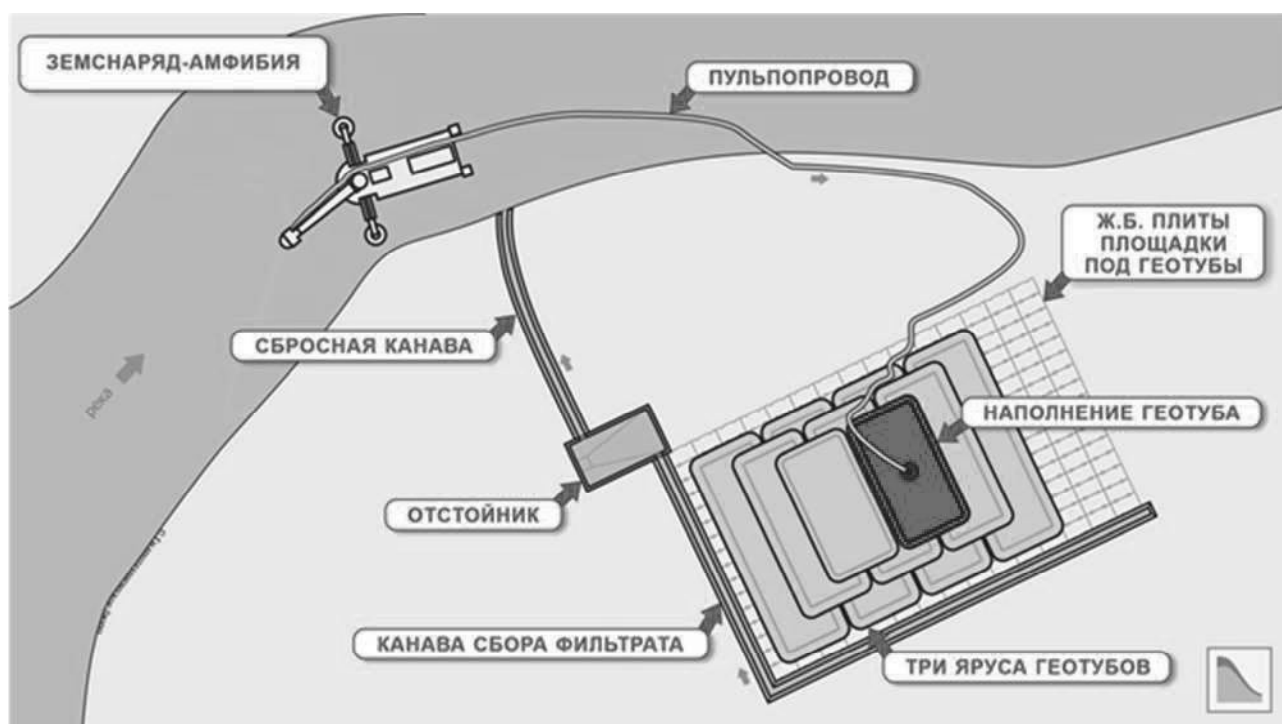 ЗЕМСНАРЯД-АМФИБИЯ
ПУЛЬПОПРОВОД
Ж.Б. ПЛИТЫ
ПЛОЩАДКИ
ПОД ГЕОТУБЫ
СБРОСНАЯ КАНАВА
река
НАПОЛНЕНИЕ ГЕОТУБА
ОТСТОЙНИК
КАНАВА СБОРА ФИЛЬТРАТА
ТРИ ЯРУСА ГЕОТУБОВ